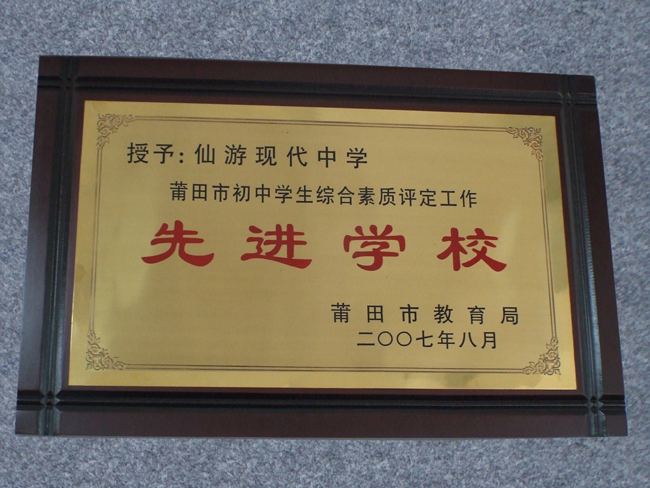 授予：仙游现代中学
莆田市初中学生综合素质评定工作
先进学校
莆田市教育局
二〇〇七年八月